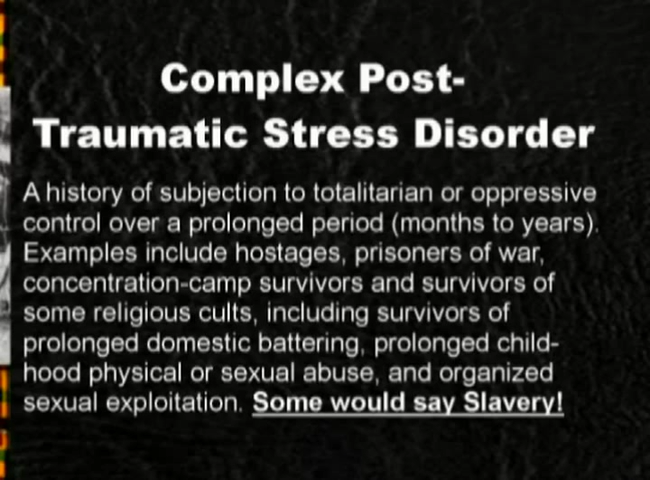 Complex Post-
Traumatic Stress Disorder
A history of subjection to totalitarian or oppressive
control over a prolonged period (months to years).
Examples include hostages, prisoners of war,
concentration-camp survivors and survivors of
some religious cults, including survivors of
prolonged domestic battering, prolonged child-
hood physical or sexual abuse, and organized
sexual exploitation. Some would say Slavery!